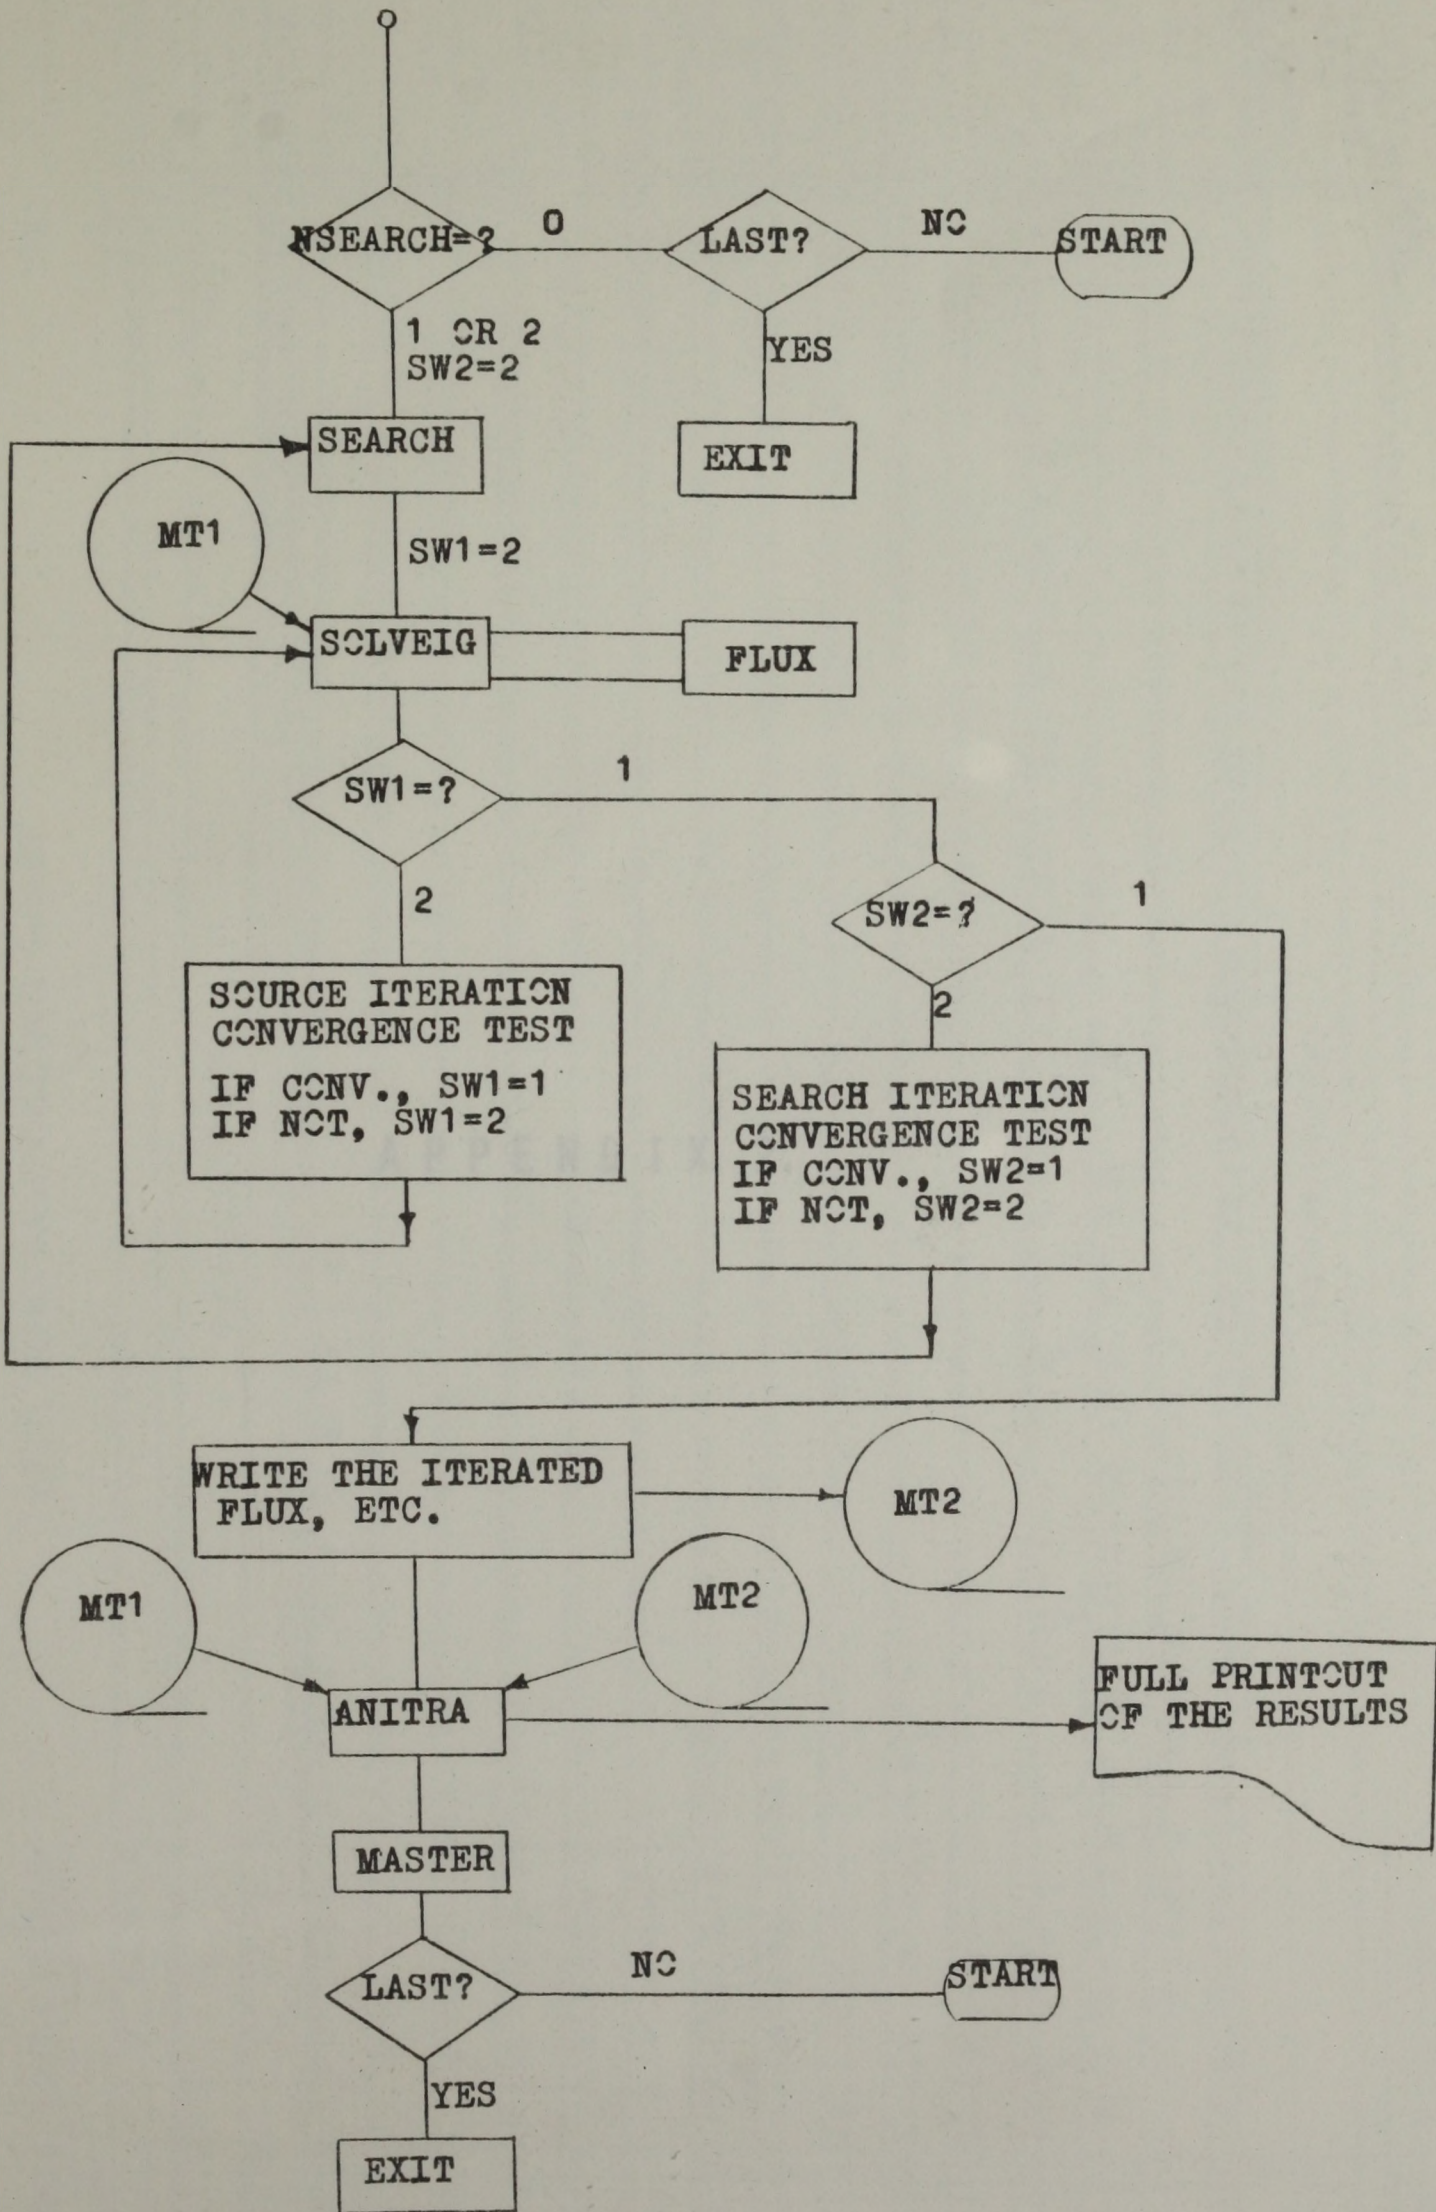 NSEARCH=?
0
LAST?
NO
START
1 OR 2
SW2=2
YES
SEARCH
EXIT
MT1
SW1=2
SOLVEIG
FLUX
SW1=?
1
2
SW2=?
1
2
SOURCE ITERATION
CONVERGENCE TEST
IF CONV., SW1=1
IF NOT, SW1=2
SEARCH ITERATION
CONVERGENCE TEST
IF CONV., SW2=1
IF NOT, SW2=2
APPENDIX
WRITE THE ITERATED
FLUX, ETC.
MT2
MT1
MT2
ANITRA
FULL PRINTOUT
OF THE RESULTS
MASTER
LAST?
NO
START
YES
EXIT